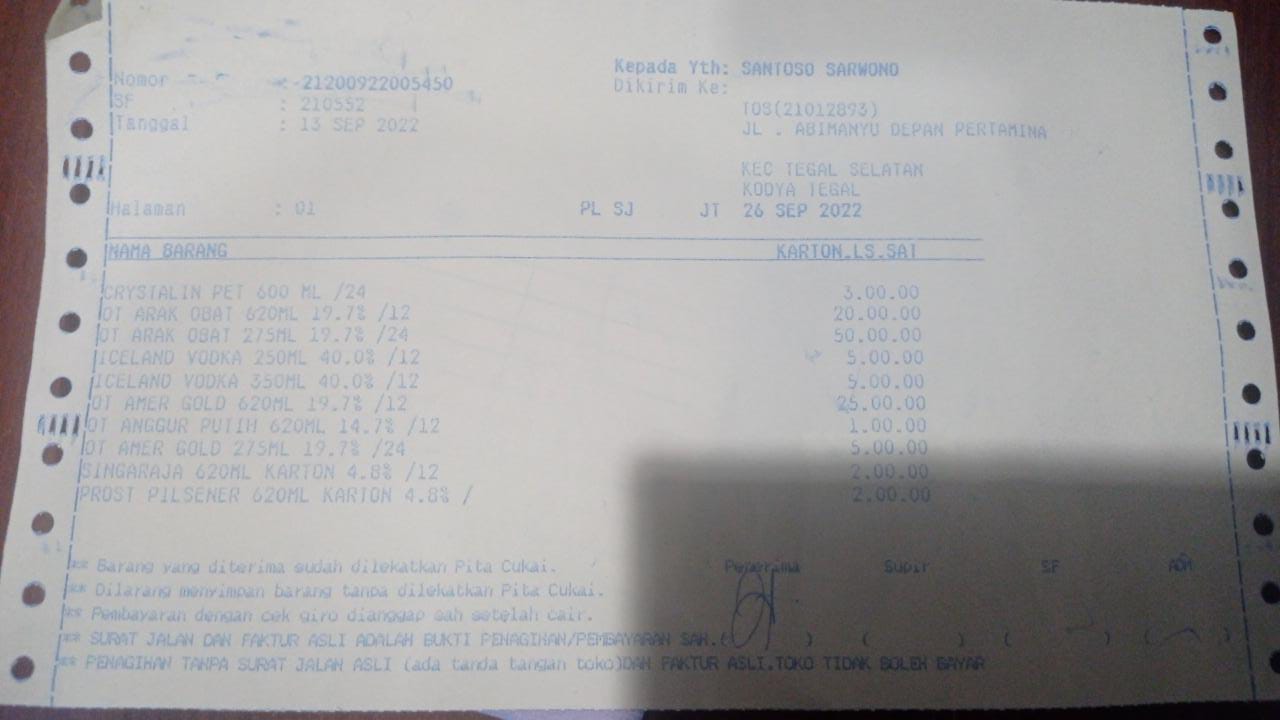 Nomor : 21200922005450
SF : 210552
Tanggal : 13 SEP 2022
Kepada Yth: SANTOSO SARWONO
Dikirim Ke:
TOS(21012893)
JL . ABIMANYU DEPAN PERTAMINA
KEC TEGAL SELATAN
KODYA TEGAL
Halaman : 01 PL SJ JT 26 SEP 2022
NAMA BARANG KARTON.LS.SAT
CRYSTALIN PET 600 ML /24 3.00.00
OT ARAK OBAT 620ML 19.7% /12 20.00.00
OT ARAK OBAT 275ML 19.7% /24 50.00.00
ICELAND VODKA 250ML 40.0% /12 5.00.00
ICELAND VODKA 350ML 40.0% /12 5.00.00
OT AMER GOLD 620ML 19.7% /12 25.00.00
OT ANGGUR PUTIH 620ML 14.7% /12 1.00.00
OT AMER GOLD 275ML 19.7% /24 5.00.00
SINGARAJA 620ML KARTON 4.8% /12 2.00.00
PROST PILSENER 620ML KARTON 4.8% / 2.00.00
** Barang yang diterima sudah dilekatkan Pita Cukai.
** Dilarang menyimpan barang tanpa dilekatkan Pita Cukai.
** Pembayaran dengan cek giro dianggap sah setelah cair.
** SURAT JALAN DAN FAKTUR ASLI ADALAH BUKTI PENAGIHAN/PEMBAYARAN SAH.
** PENAGIHAN TANPA SURAT JALAN ASLI (ada tanda tangan toko)DAN FAKTUR ASLI.TOKO TIDAK BOLEH BAYAR
Penerima Supir SF ADM
( ) ( ) ( ) ( )